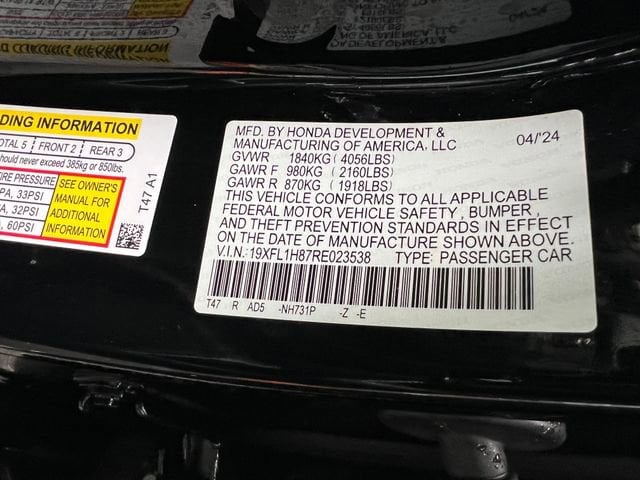 DING INFORMATION
OTAL 5 FRONT 2 REAR 3
hould never exceed 385kg or 850lbs.
IRE PRESSURE
PA, 33PSI
A, 32PSI
, 60PSI
SEE OWNER'S
MANUAL FOR
ADDITIONAL
INFORMATION
T47 A1
MFD. BY HONDA DEVELOPMENT & 04/'24
MANUFACTURING OF AMERICA, LLC
GVWR 1840KG ( 4056LBS)
GAWR F 980KG ( 2160LBS)
GAWR R 870KG ( 1918LBS)
THIS VEHICLE CONFORMS TO ALL APPLICABLE
FEDERAL MOTOR VEHICLE SAFETY , BUMPER ,
AND THEFT PREVENTION STANDARDS IN EFFECT
ON THE DATE OF MANUFACTURE SHOWN ABOVE.
V.I.N.: 19XFL1H87RE023538 TYPE: PASSENGER CAR
T47 R AD5 -NH731P -Z -E